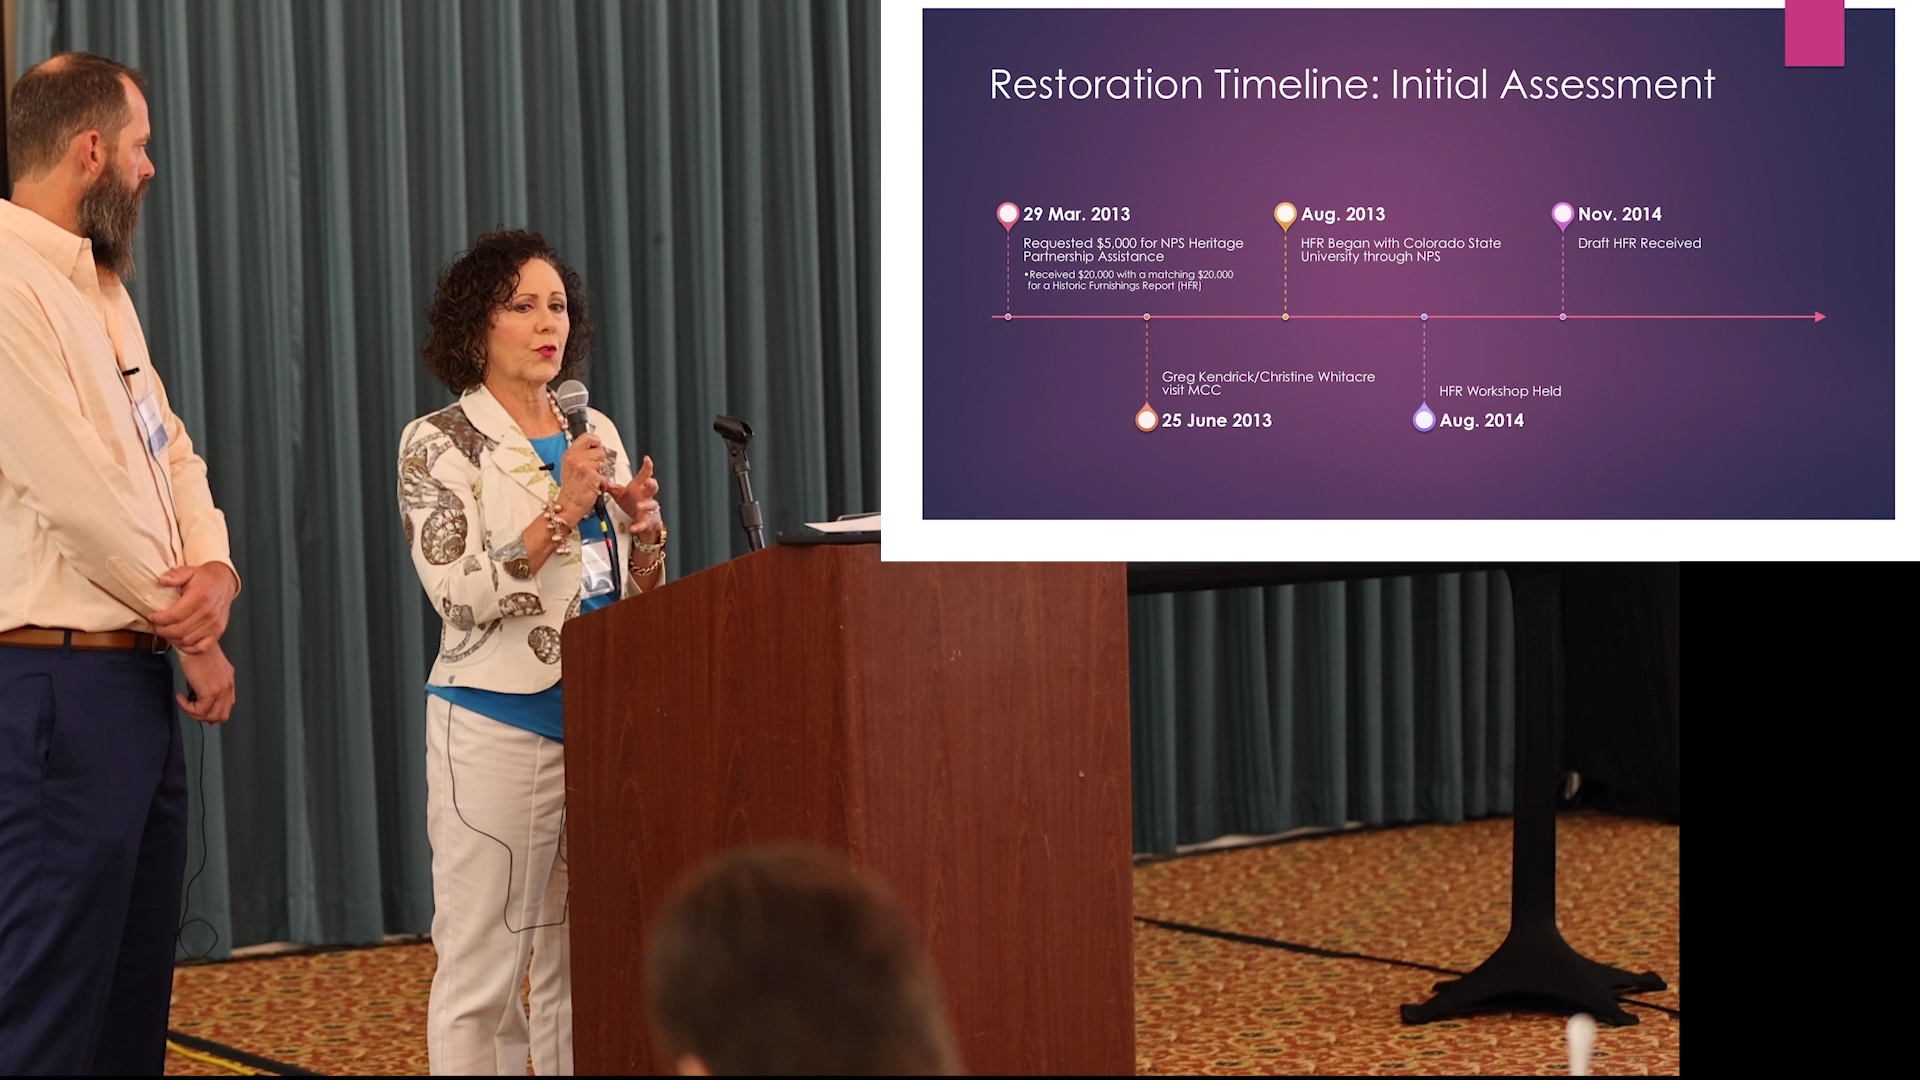 Restoration Timeline: Initial Assessment
29 Mar. 2013
Requested $5,000 for NPS Heritage
Partnership Assistance
•Received $20,000 with a matching $20,000
for a Historic Furnishings Report (HFR)
Aug. 2013
HFR Began with Colorado State
University through NPS
Nov. 2014
Draft HFR Received
Greg Kendrick/Christine Whitacre
visit MCC
25 June 2013
HFR Workshop Held
Aug. 2014